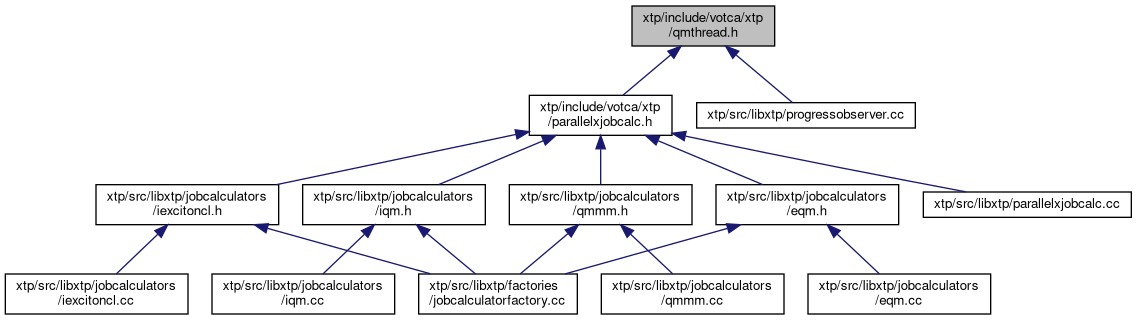 xtp/include/votca/xtp
/qmthread.h
xtp/include/votca/xtp
/parallelxjobcalc.h
xtp/src/libxtp/progressobserver.cc
xtp/src/libxtp/jobcalculators
/iexcitoncl.h
xtp/src/libxtp/jobcalculators
/iqm.h
xtp/src/libxtp/jobcalculators
/qmmm.h
xtp/src/libxtp/jobcalculators
/eqm.h
xtp/src/libxtp/parallelxjobcalc.cc
xtp/src/libxtp/jobcalculators
/iexcitoncl.cc
xtp/src/libxtp/jobcalculators
/iqm.cc
xtp/src/libxtp/factories
/jobcalculatorfactory.cc
xtp/src/libxtp/jobcalculators
/qmmm.cc
xtp/src/libxtp/jobcalculators
/eqm.cc